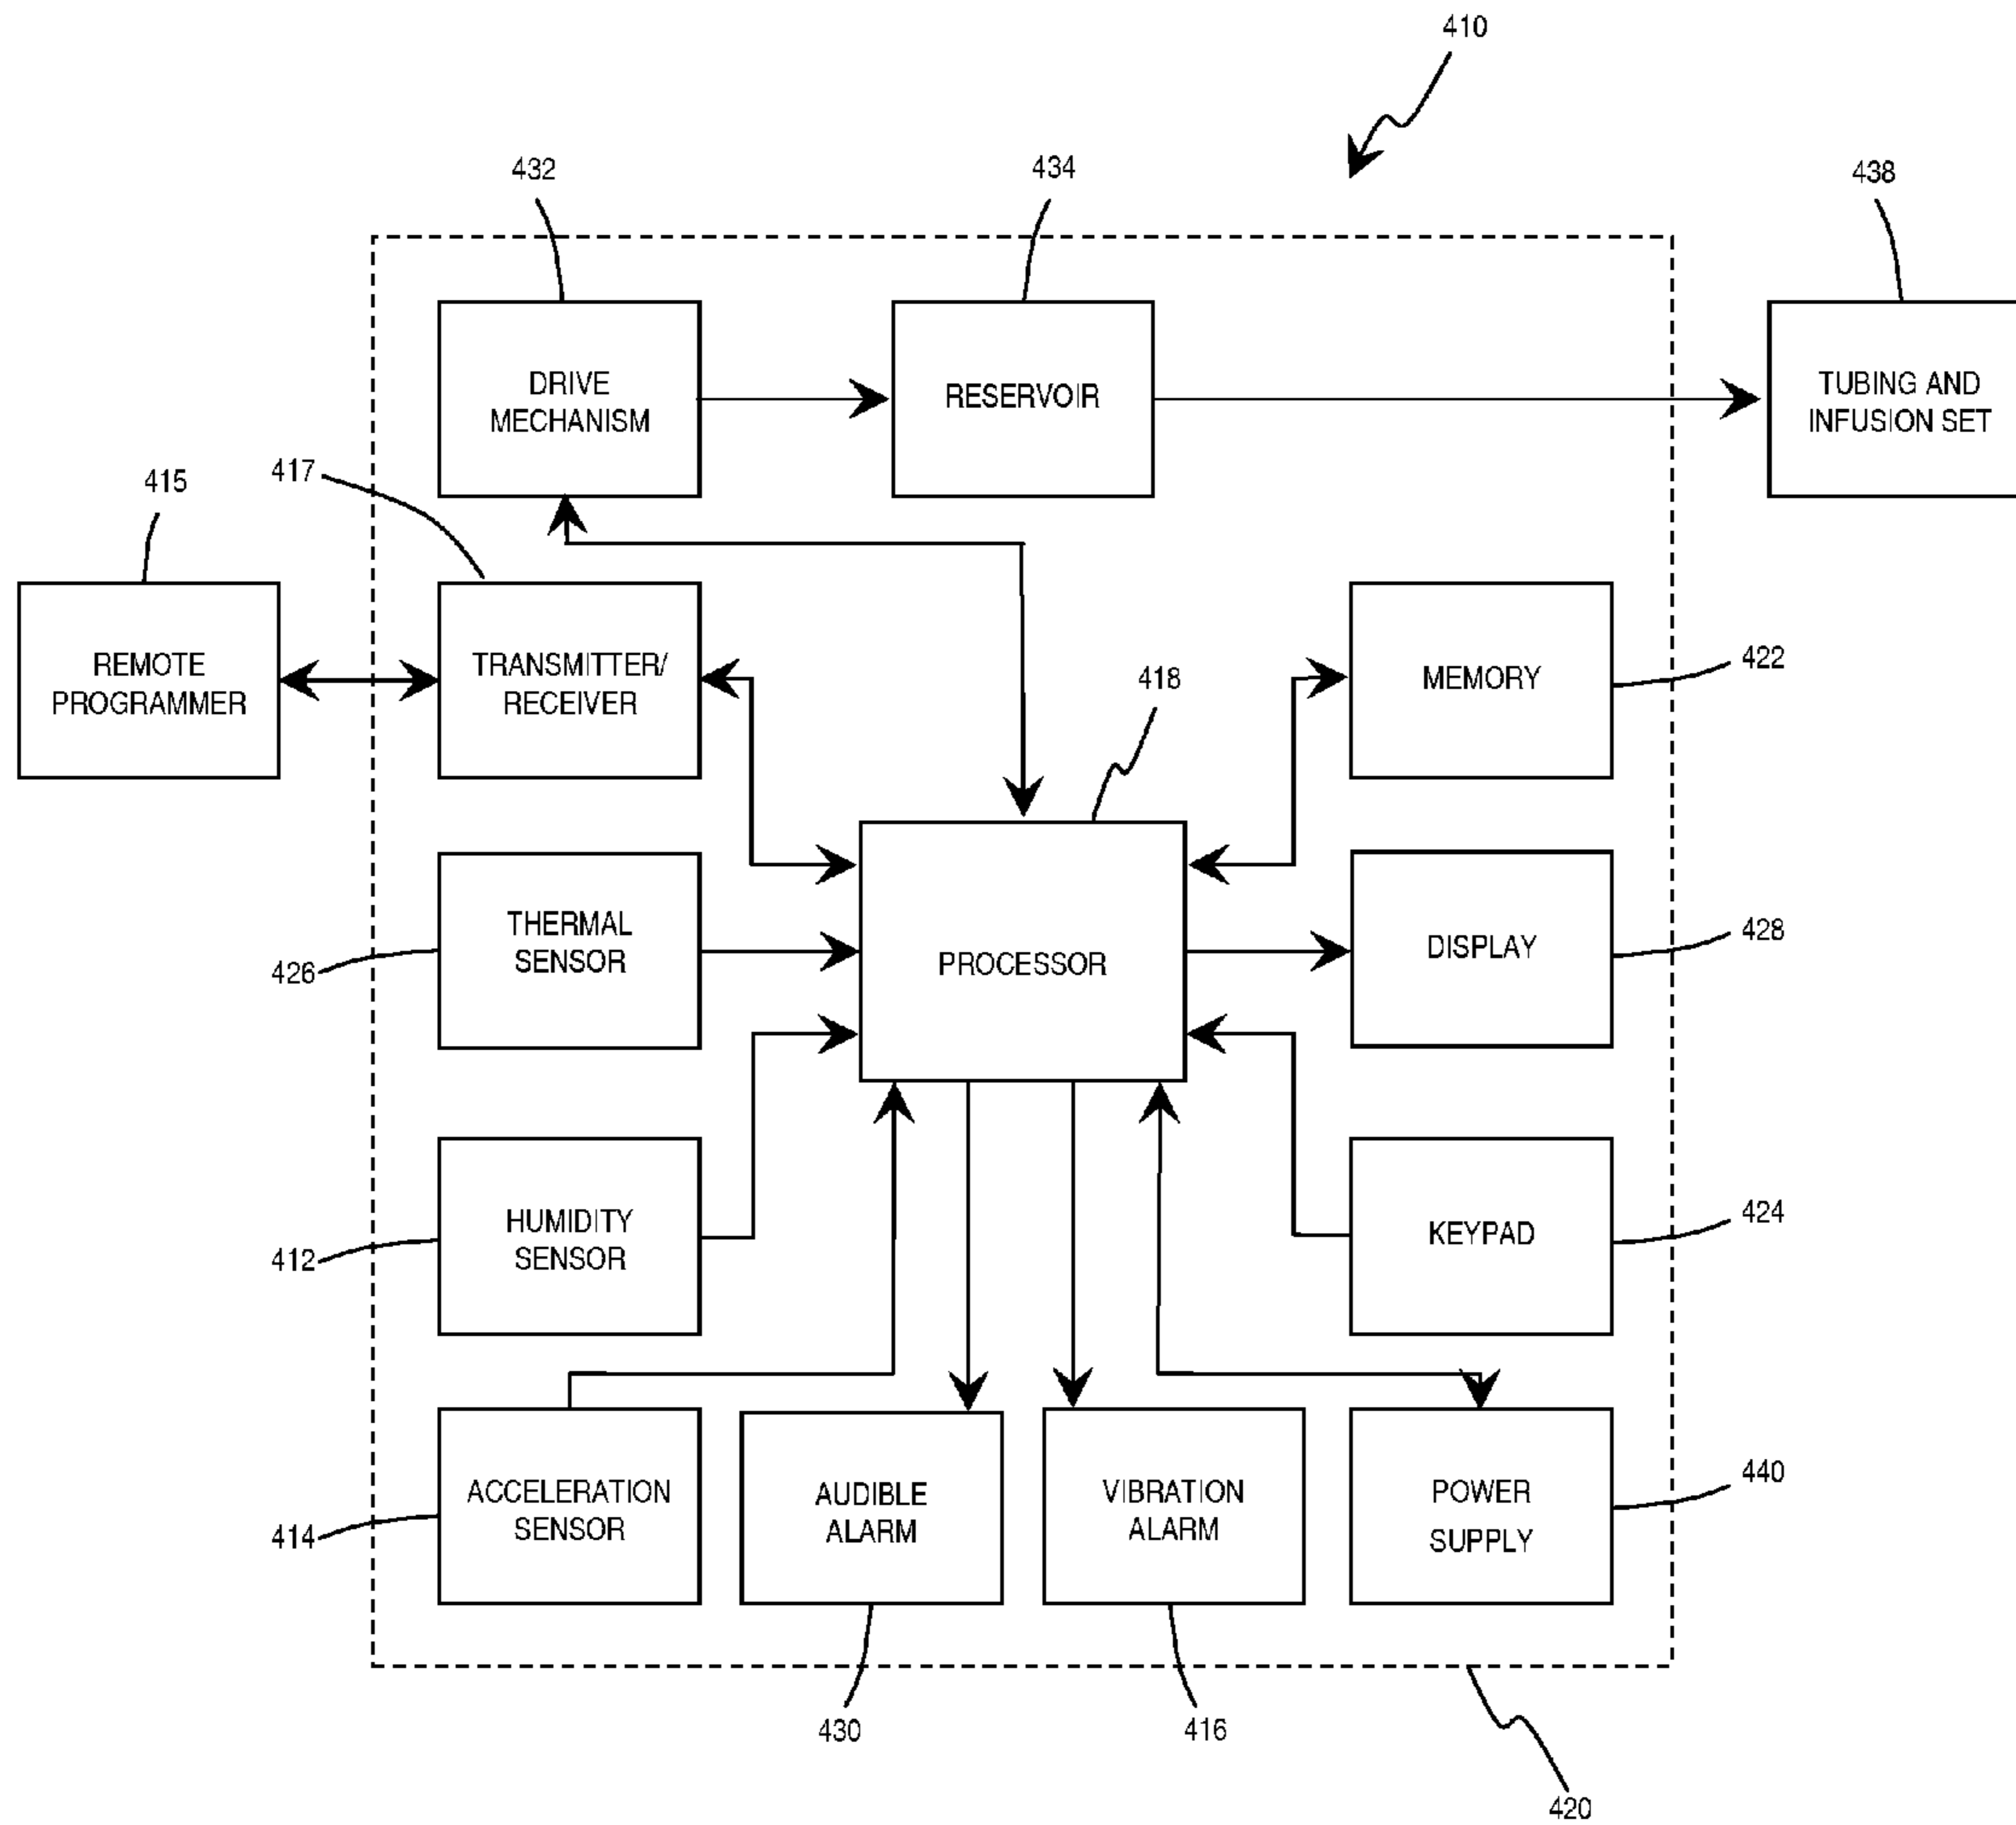 410
432
434
438
DRIVE
MECHANISM
RESERVOIR
TUBING AND
INFUSION SET
417
415
REMOTE
PROGRAMMER
TRANSMITTER/
RECEIVER
418
MEMORY
422
THERMAL
SENSOR
426
PROCESSOR
DISPLAY
428
HUMIDITY
SENSOR
412
KEYPAD
424
ACCELERATION
SENSOR
414
AUDIBLE
ALARM
VIBRATION
ALARM
POWER
SUPPLY
440
430
416
420